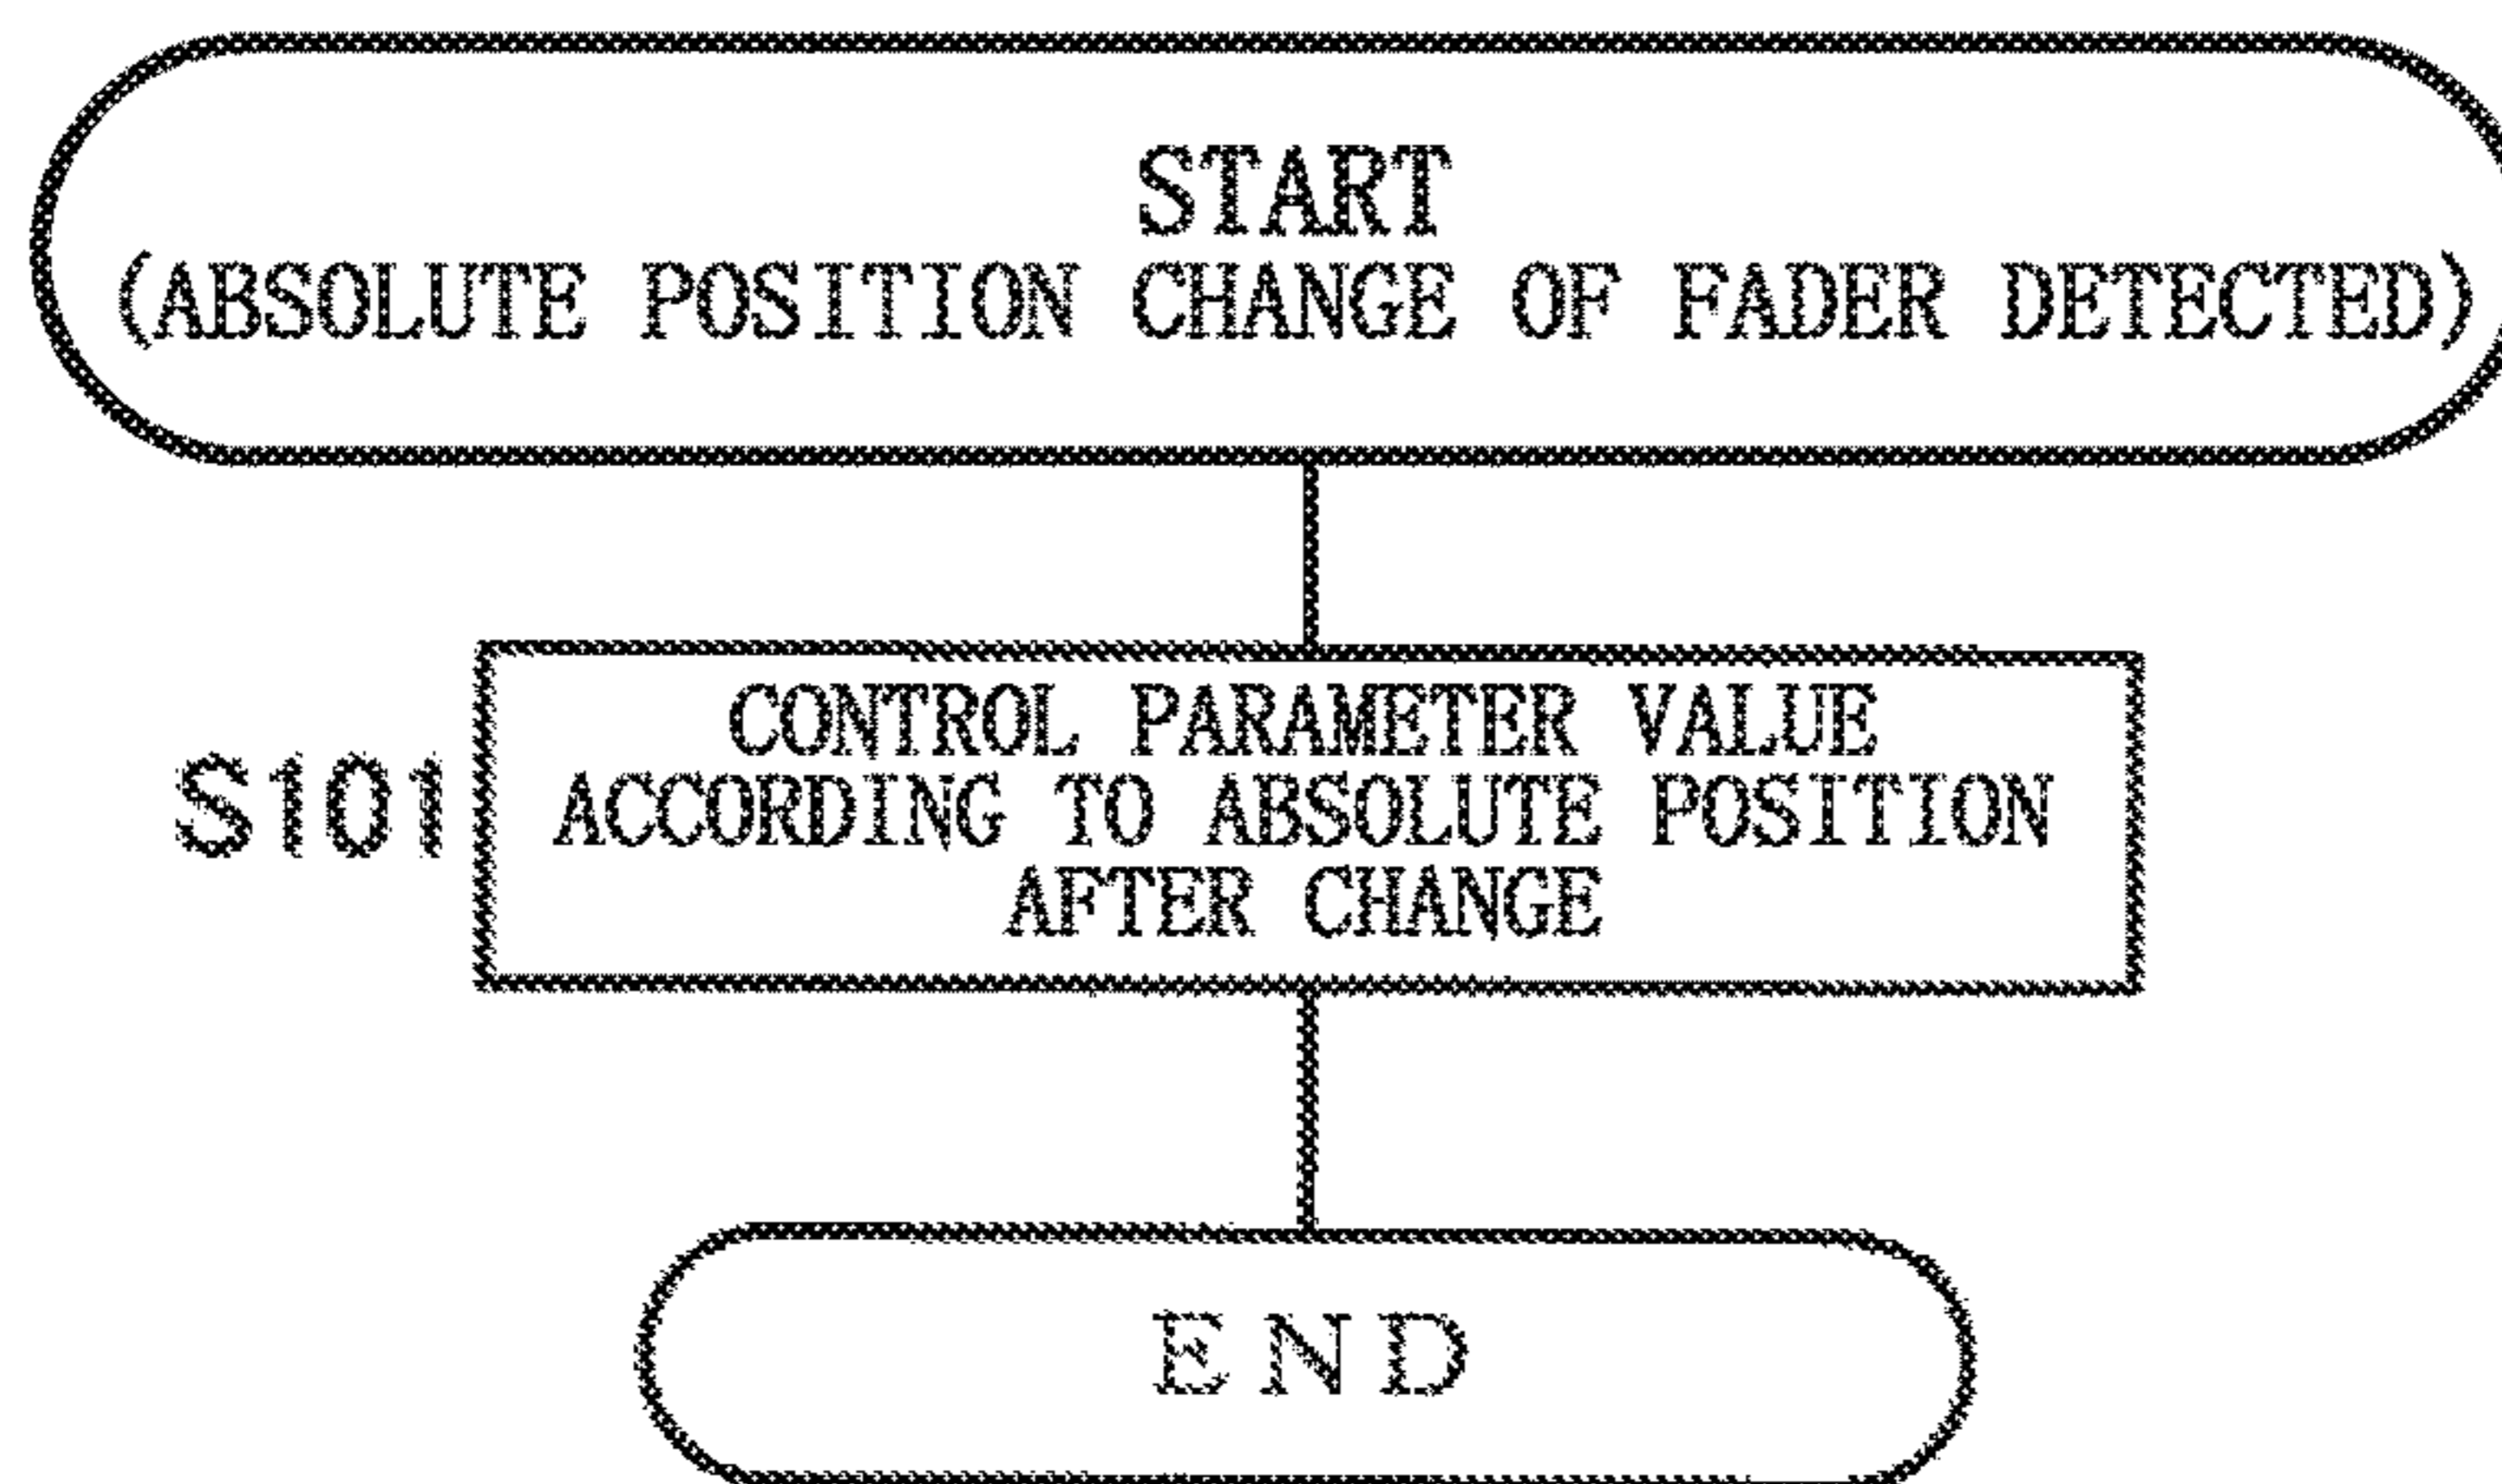 START
(ABSOLUTE POSITION CHANGE OF FADER DETECTED)
S101
CONTROL PARAMETER VALUE
ACCORDING TO ABSOLUTE POSITION
AFTER CHANGE
END